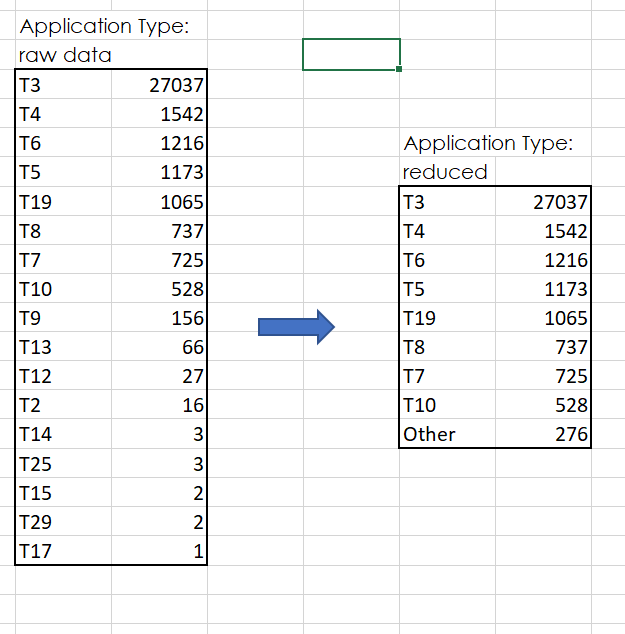 Application Type:
raw data
T3 27037
T4 1542
T6 1216
T5 1173
T19 1065
T8 737
T7 725
T10 528
T9 156
T13 66
T12 27
T2 16
T14 3
T25 3
T15 2
T29 2
T17 1
Application Type:
reduced
T3 27037
T4 1542
T6 1216
T5 1173
T19 1065
T8 737
T7 725
T10 528
Other 276